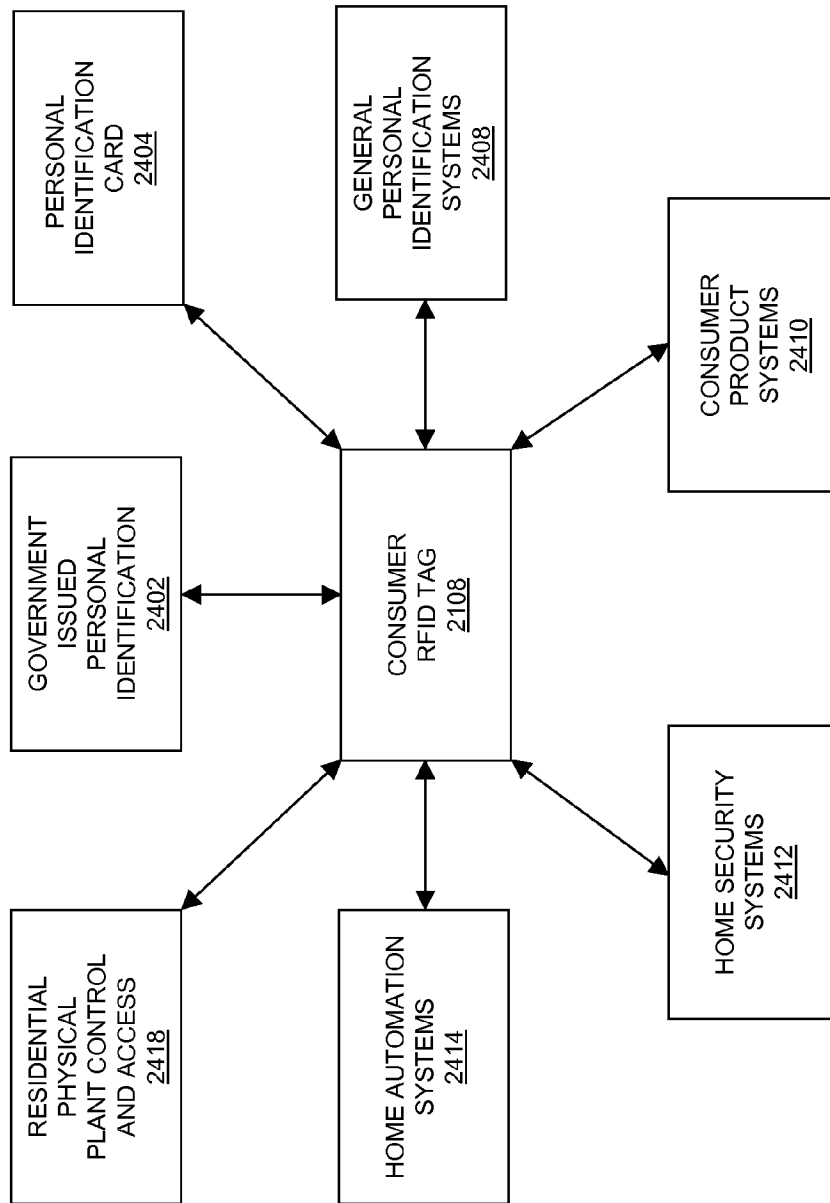 RESIDENTIAL
PHYSICAL
PLANT CONTROL
AND ACCESS
2418
GOVERNMENT
ISSUED
PERSONAL
IDENTIFICATION
2402
PERSONAL
IDENTIFICATION
CARD
2404
HOME AUTOMATION
SYSTEMS
2414
CONSUMER
RFID TAG
2108
GENERAL
PERSONAL
IDENTIFICATION
SYSTEMS
2408
HOME SECURITY
SYSTEMS
2412
CONSUMER
PRODUCT
SYSTEMS
2410